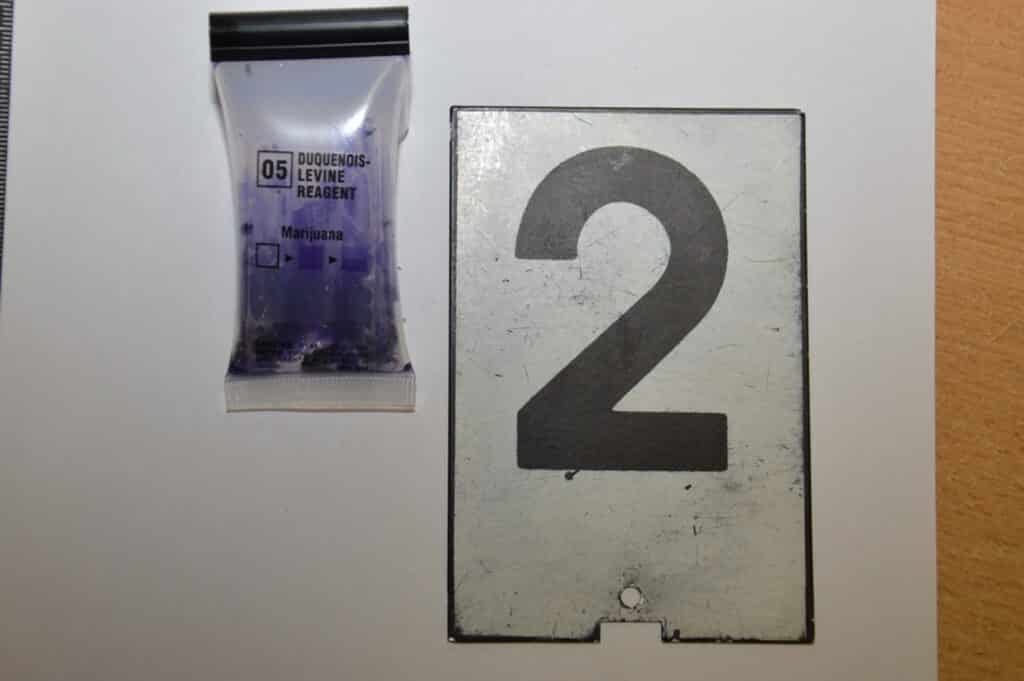 05 DUQUENOIS-
LEVINE
REAGENT
Marijuana
2